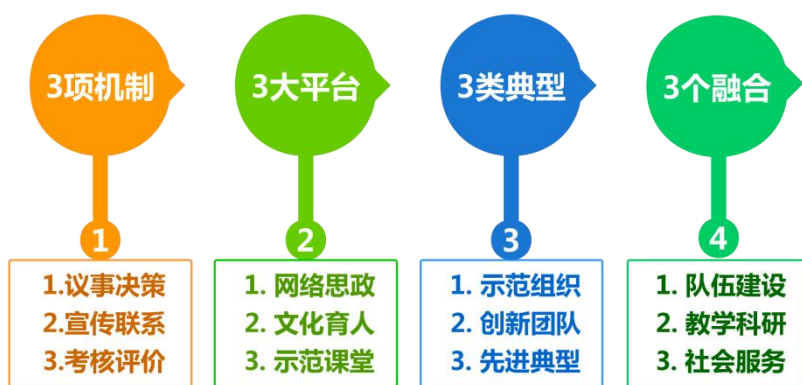 3项机制
3大平台
3类典型
3个融合
1
2
3
4
1.议事决策
2.宣传联系
3.考核评价
1. 网络思政
2. 文化育人
3. 示范课堂
1. 示范组织
2. 创新团队
3. 先进典型
1. 队伍建设
2. 教学科研
3. 社会服务